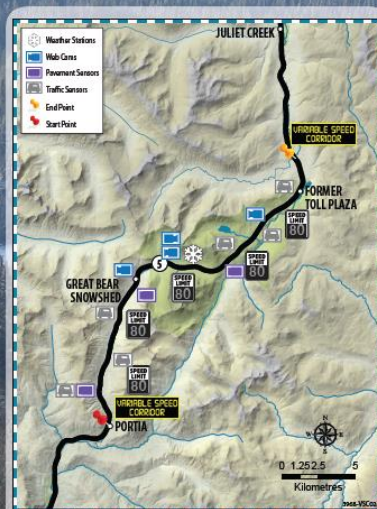 JULIET CREEK
Weather Stations
Web Cams
Pavement Sensors
Traffic Sensors
End Point
Start Point
VARIABLE SPEED
CORRIDOR
FORMER
TOLL PLAZA
SPEED
LIMIT
80
SPEED
LIMIT
80
5
SPEED
LIMIT
80
GREAT BEAR
SNOWSHED
SPEED
LIMIT
80
SPEED
LIMIT
80
VARIABLE SPEED
CORRIDOR
PORTIA
N
0 1.25 2.5 5
Kilometres